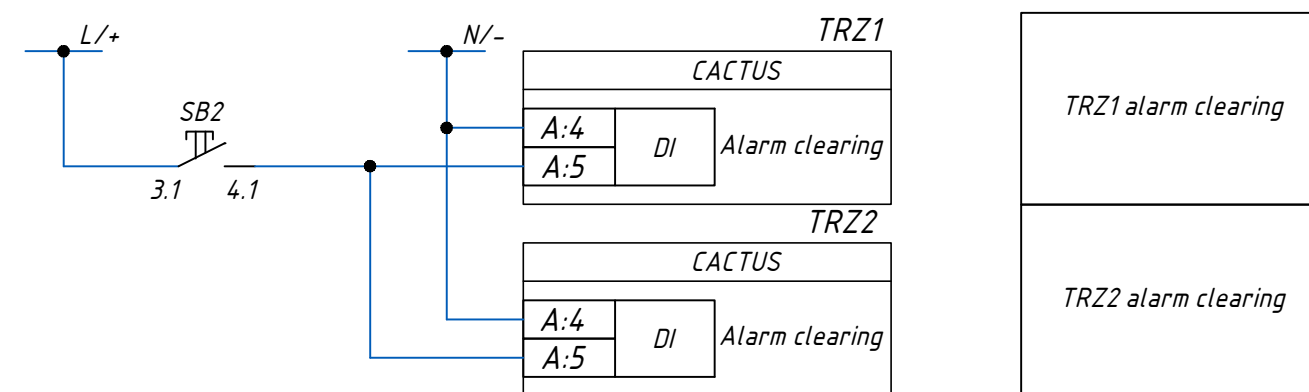 L/+
N/-
TRZ1
CACTUS
SB2
A:4
DI
Alarm clearing
A:5
3.1
4.1
TRZ1 alarm clearing
TRZ2
CACTUS
A:4
DI
Alarm clearing
A:5
TRZ2 alarm clearing